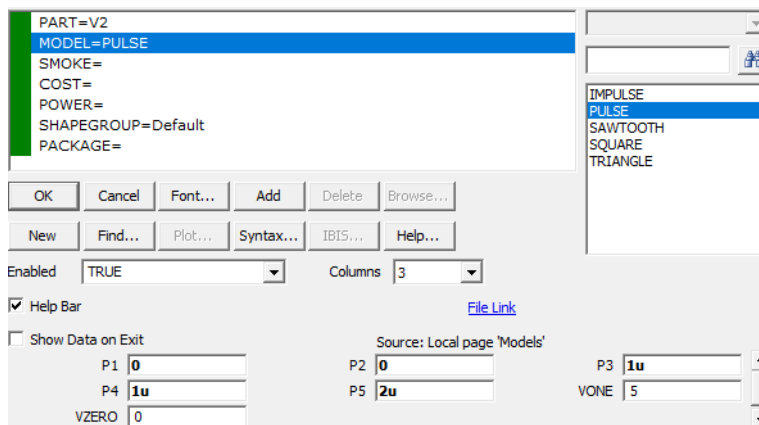 PART=V2
MODEL=PULSE
SMOKE=
COST=
POWER=
SHAPEGROUP=Default
PACKAGE=
IMPULSE
PULSE
SAWTOOTH
SQUARE
TRIANGLE
OK Cancel Font... Add Delete Browse...
New Find... Plot... Syntax... IBIS... Help...
Enabled TRUE Columns 3
Help Bar File Link
Show Data on Exit Source: Local page 'Models'
P1 0 P2 0 P3 1u
P4 1u P5 2u VONE 5
VZERO 0